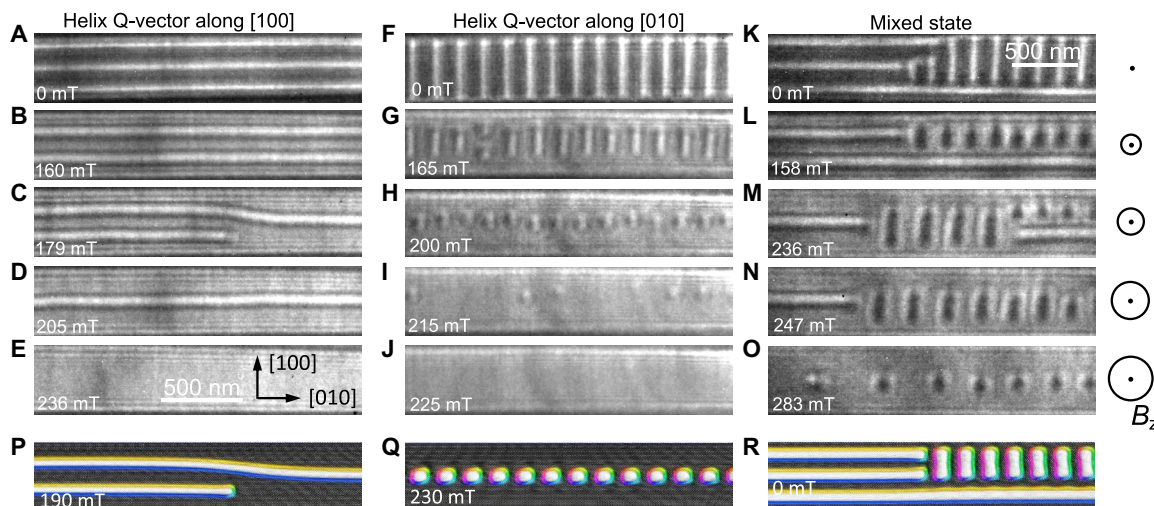 Helix Q-vector along [100]
Helix Q-vector along [010]
Mixed state
A
0 mT
F
0 mT
K
500 nm
0 mT
B
160 mT
G
165 mT
L
158 mT
C
179 mT
H
200 mT
M
236 mT
D
205 mT
I
215 mT
N
247 mT
E
[100]
500 nm
[010]
236 mT
J
225 mT
O
283 mT
Bz
P
190 mT
Q
230 mT
R
0 mT